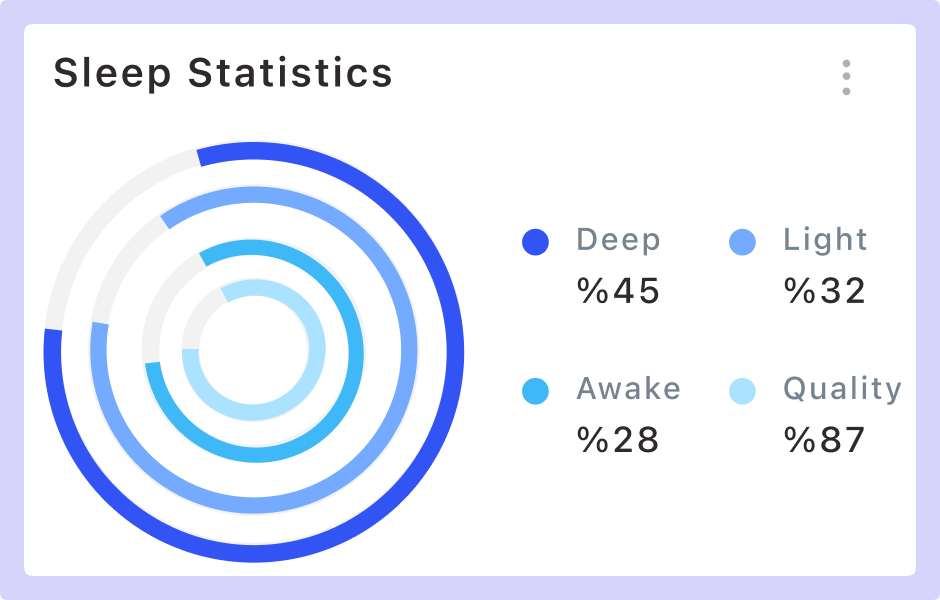 Sleep Statistics
Deep
%45
Light
%32
Awake
%28
Quality
%87